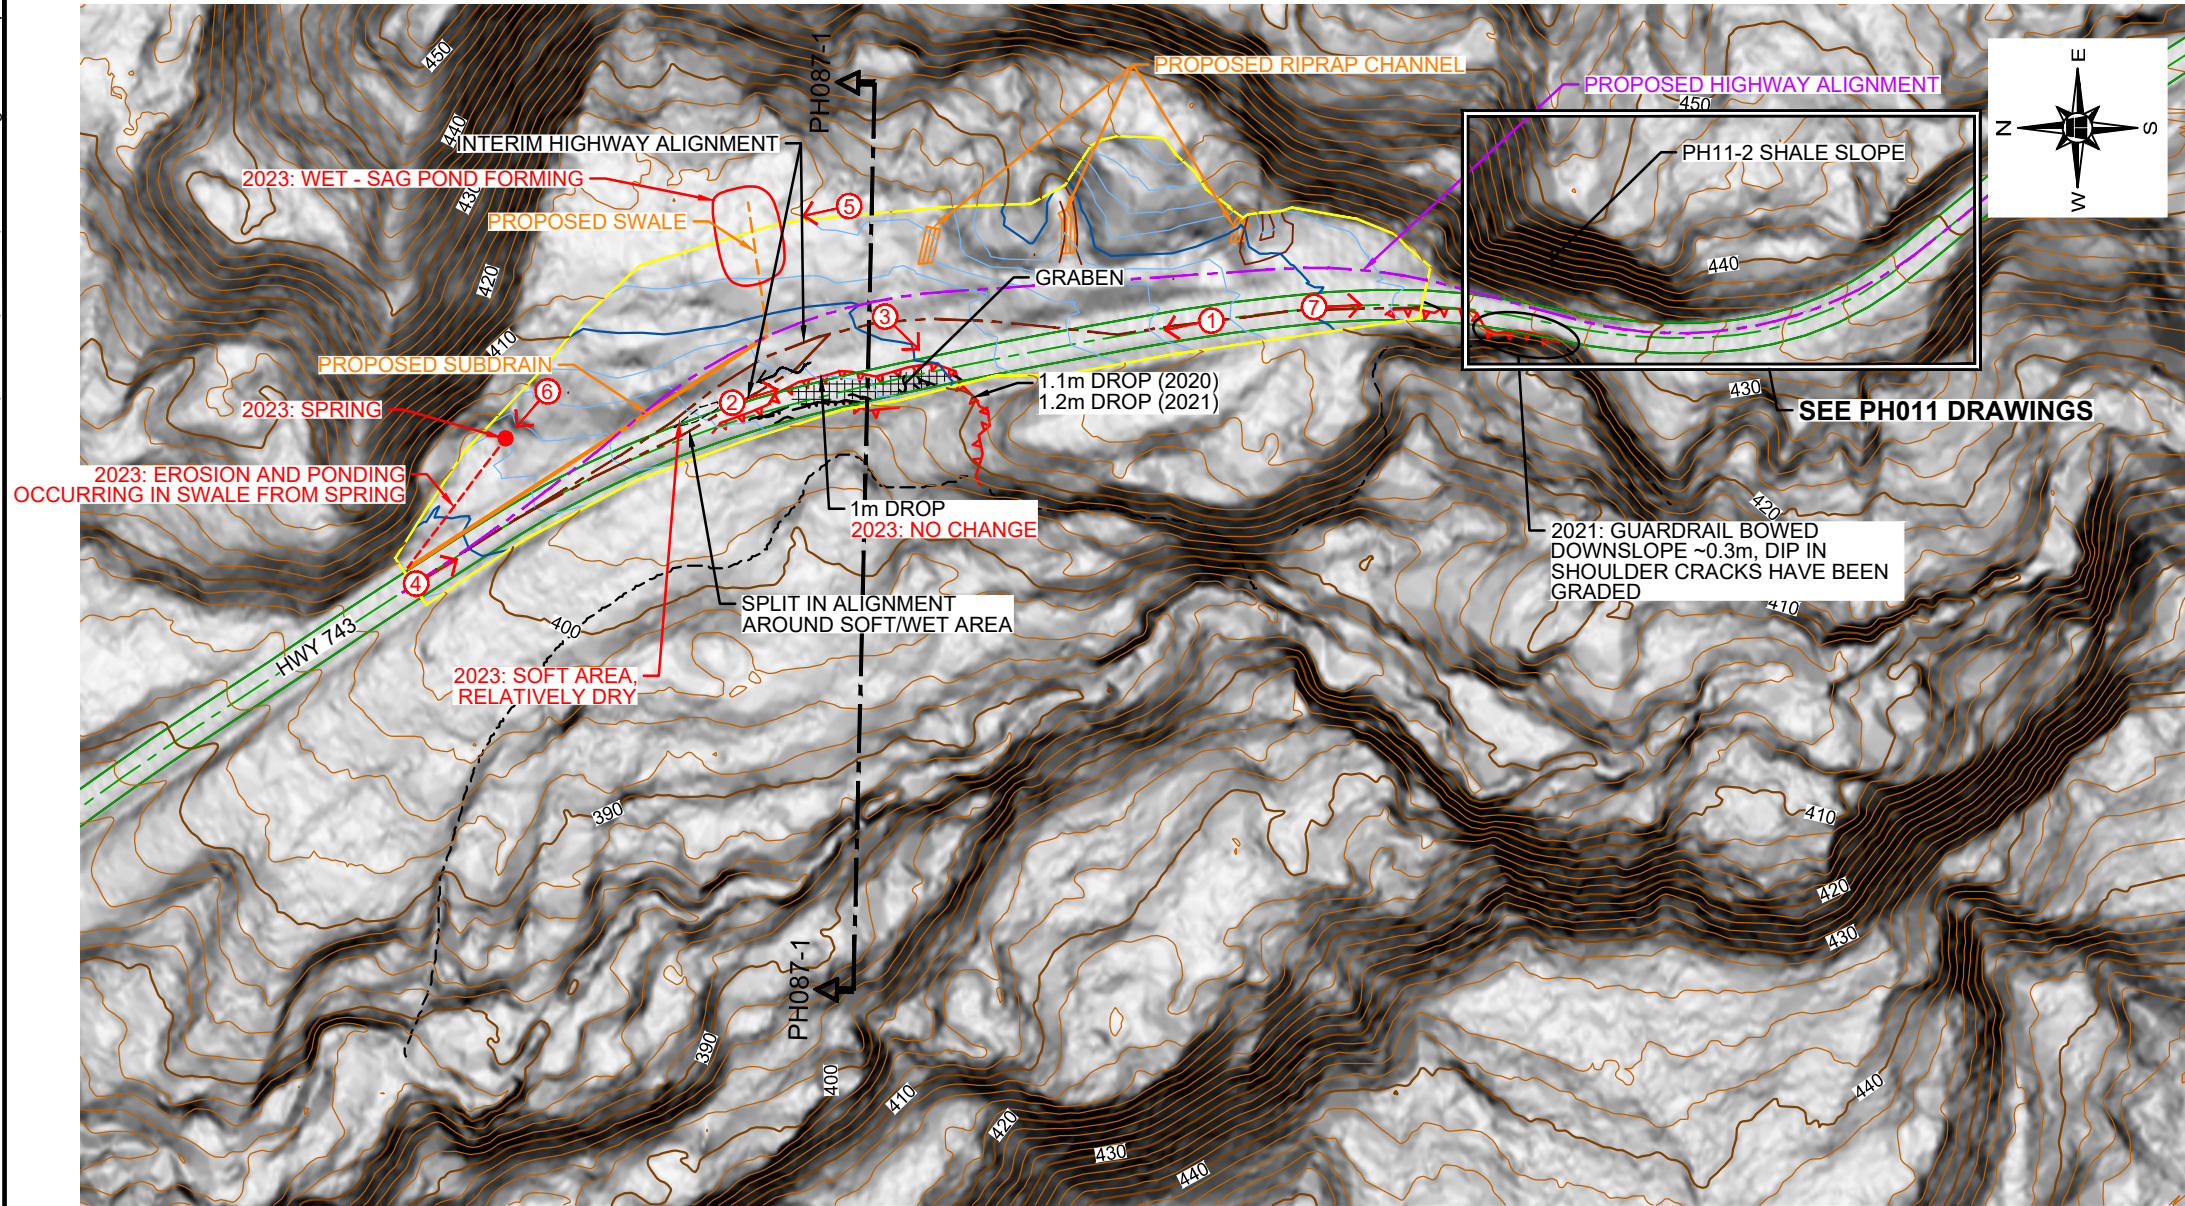 450
PH087-1
PROPOSED RIPRAP CHANNEL
PROPOSED HIGHWAY ALIGNMENT
450
E
N
S
W
440
INTERIM HIGHWAY ALIGNMENT
PH11-2 SHALE SLOPE
2023: WET - SAG POND FORMING
430
5
PROPOSED SWALE
420
GRABEN
440
3
1
7
410
PROPOSED SUBDRAIN
6
2
1.1m DROP (2020)
1.2m DROP (2021)
430
2023: SPRING
SEE PH011 DRAWINGS
2023: EROSION AND PONDING
OCCURRING IN SWALE FROM SPRING
1m DROP
2023: NO CHANGE
420
2021: GUARDRAIL BOWED
DOWNSLOPE ~0.3m, DIP IN
SHOULDER CRACKS HAVE BEEN
GRADED
4
SPLIT IN ALIGNMENT
AROUND SOFT/WET AREA
410
400
HWY 743
2023: SOFT AREA,
RELATIVELY DRY
390
410
420
430
PH087-1
390
400
410
440
420
430
440